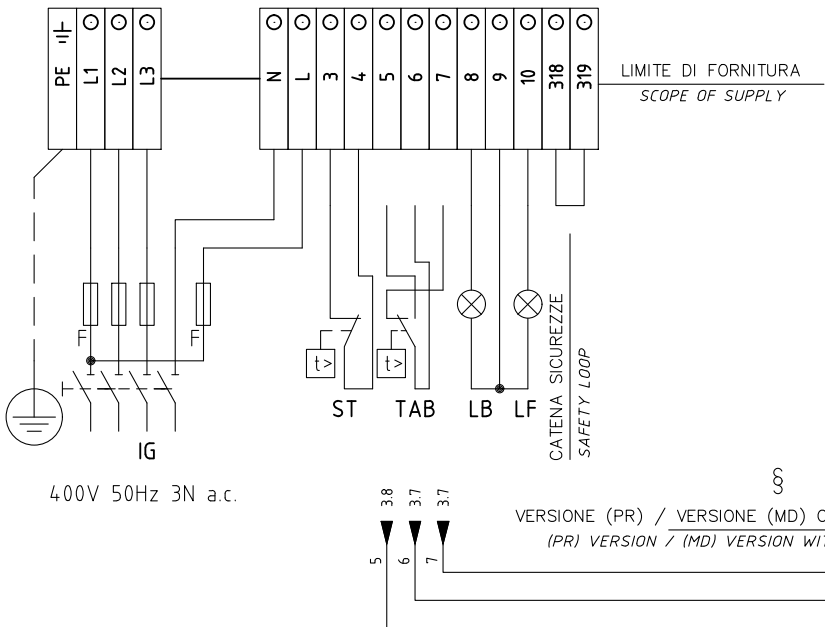 PE L1 L2 L3 N L 3 4 5 6 7 8 9 10 318 319
LIMITE DI FORNITURA
SCOPE OF SUPPLY
F F
t> t>
CATENA SICUREZZE
SAFETY LOOP
ST TAB LB LF
IG
400V 50Hz 3N a.c.
3.8 3.7 3.7
5 6 7
§
VERSIONE (PR) / VERSIONE (MD) C
(PR) VERSION / (MD) VERSION WIT